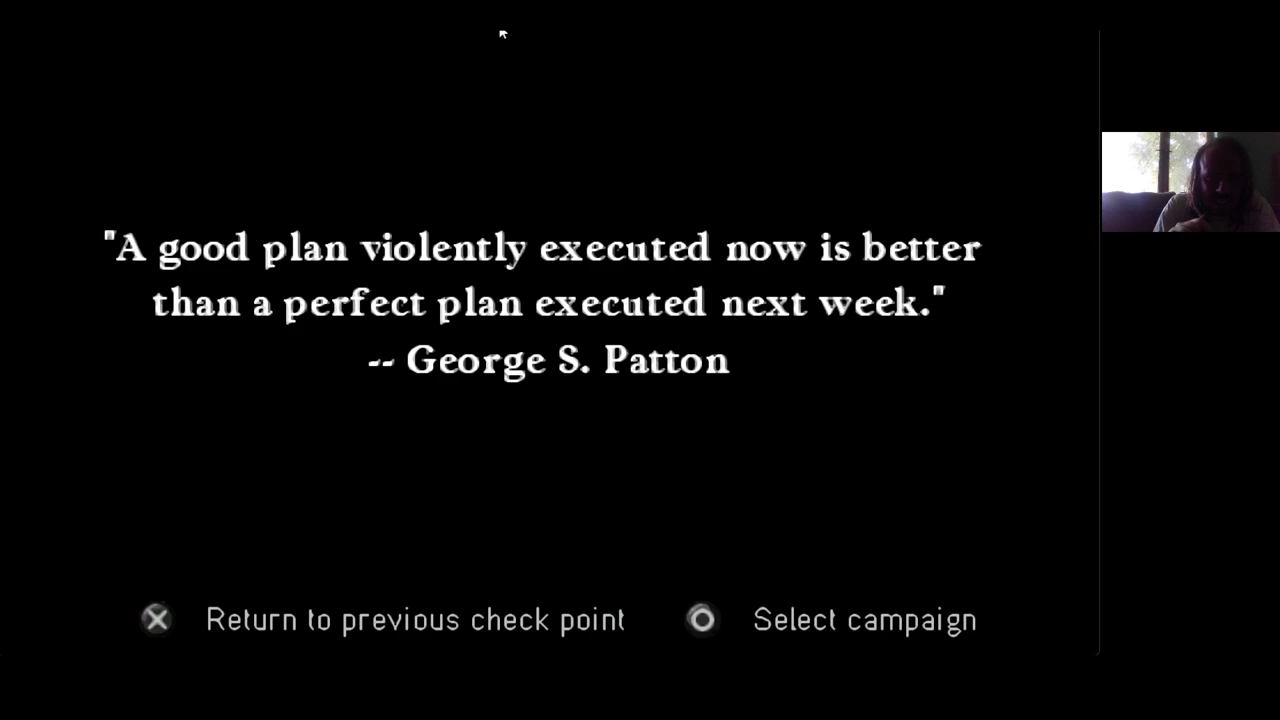 "A good plan violently executed now is better
than a perfect plan executed next week."
-- George S. Patton
Return to previous check point
Select campaign